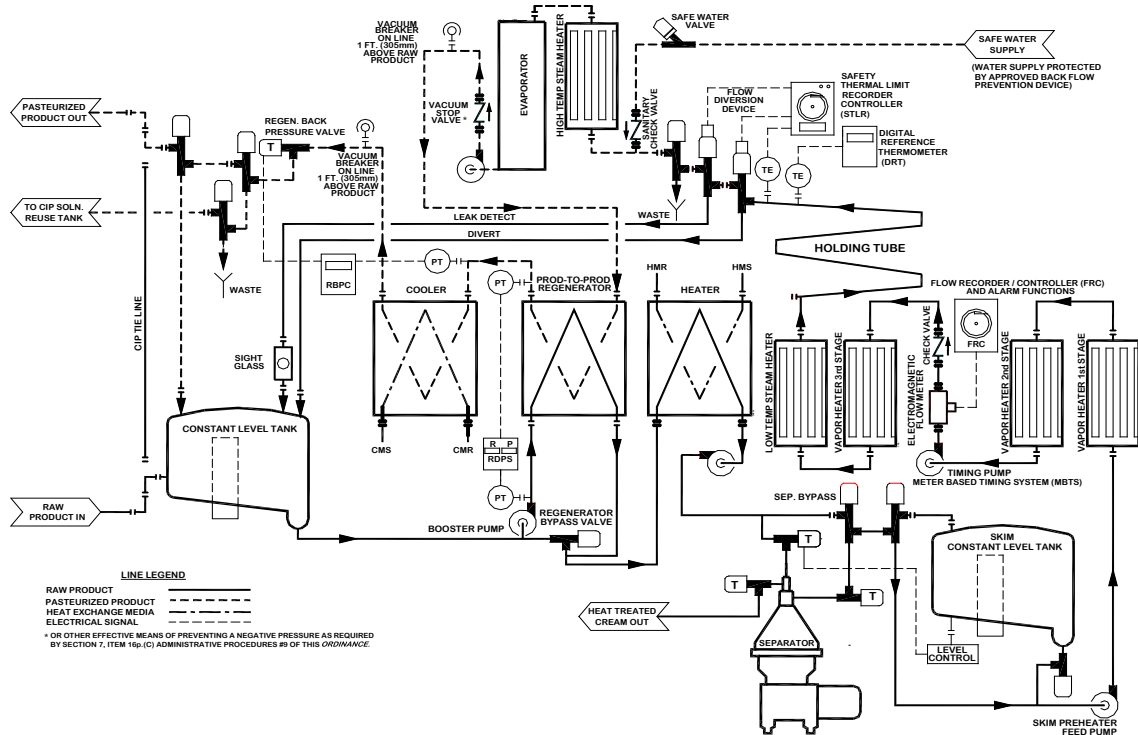 VACUUM
BREAKER
ON LINE
1 FT. (305mm)
ABOVE RAW
PRODUCT
EVAPORATOR
HIGH TEMP STEAM HEATER
SAFE WATER
VALVE
SAFE WATER
SUPPLY
(WATER SUPPLY PROTECTED
BY APPROVED BACK FLOW
PREVENTION DEVICE)
PASTEURIZED
PRODUCT OUT
REGEN. BACK
PRESSURE VALVE
T
VACUUM
BREAKER
ON LINE
1 FT. (305mm)
ABOVE RAW
PRODUCT
VACUUM
STOP
VALVE *
SANITARY
CHECK VALVE
FLOW
DIVERSION
DEVICE
SAFETY
THERMAL LIMIT
RECORDER
CONTROLLER
(STLR)
DIGITAL
REFERENCE
THERMOMETER
(DRT)
TE
TE
TO CIP SOLN.
REUSE TANK
WASTE
LEAK DETECT
WASTE
DIVERT
HOLDING TUBE
CIP TIE LINE
RBPC
PT
PT
COOLER
PROD-TO-PROD
REGENERATOR
HMR
HMS
HEATER
FLOW RECORDER / CONTROLLER (FRC)
AND ALARM FUNCTIONS
FRC
SIGHT
GLASS
LOW TEMP STEAM HEATER
VAPOR HEATER 3rd STAGE
ELECTROMAGNETIC
FLOW METER
CHECK VALVE
VAPOR HEATER 2nd STAGE
VAPOR HEATER 1st STAGE
CONSTANT LEVEL TANK
CMS
CMR
R P
RDPS
PT
TIMING PUMP
METER BASED TIMING SYSTEM (MBTS)
RAW
PRODUCT IN
BOOSTER PUMP
REGENERATOR
BYPASS VALVE
SEP. BYPASS
SKIM
CONSTANT LEVEL TANK
T
T
T
HEAT TREATED
CREAM OUT
SEPARATOR
LEVEL
CONTROL
SKIM PREHEATER
FEED PUMP
LINE LEGEND
RAW PRODUCT
PASTEURIZED PRODUCT
HEAT EXCHANGE MEDIA
ELECTRICAL SIGNAL
* OR OTHER EFFECTIVE MEANS OF PREVENTING A NEGATIVE PRESSURE AS REQUIRED
BY SECTION 7, ITEM 16p.(C) ADMINISTRATIVE PROCEDURES #9 OF THIS ORDINANCE.